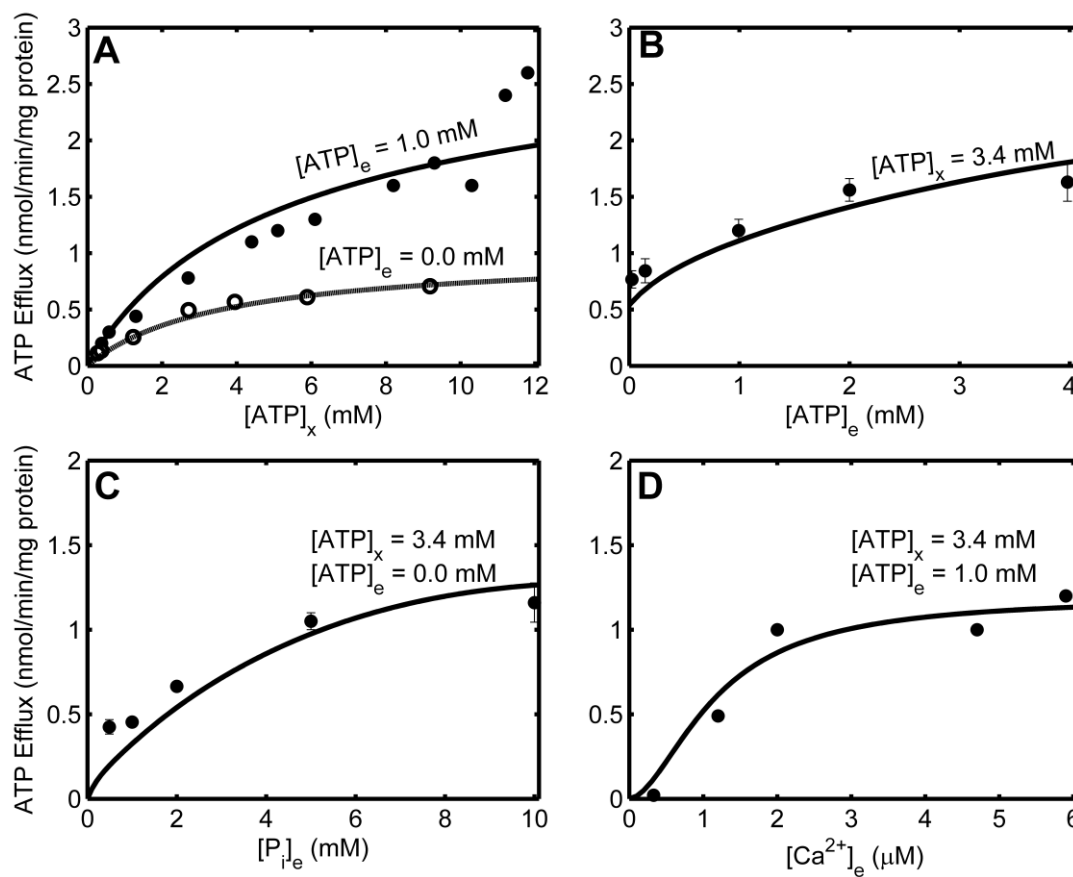 A
ATP Efflux (nmol/min/mg protein)
3
2.5
2
1.5
1
0.5
0
[ATP]e = 1.0 mM
[ATP]e = 0.0 mM
0 2 4 6 8 10 12
[ATP]x (mM)
B
3
2.5
2
1.5
1
0.5
0
[ATP]x = 3.4 mM
0 1 2 3 4
[ATP]e (mM)
C
ATP Efflux (nmol/min/mg protein)
2
1.5
1
0.5
0
[ATP]x = 3.4 mM
[ATP]e = 0.0 mM
0 2 4 6 8 10
[Pi]e (mM)
D
2
1.5
1
0.5
0
[ATP]x = 3.4 mM
[ATP]e = 1.0 mM
0 1 2 3 4 5 6
[Ca2+]e (μM)